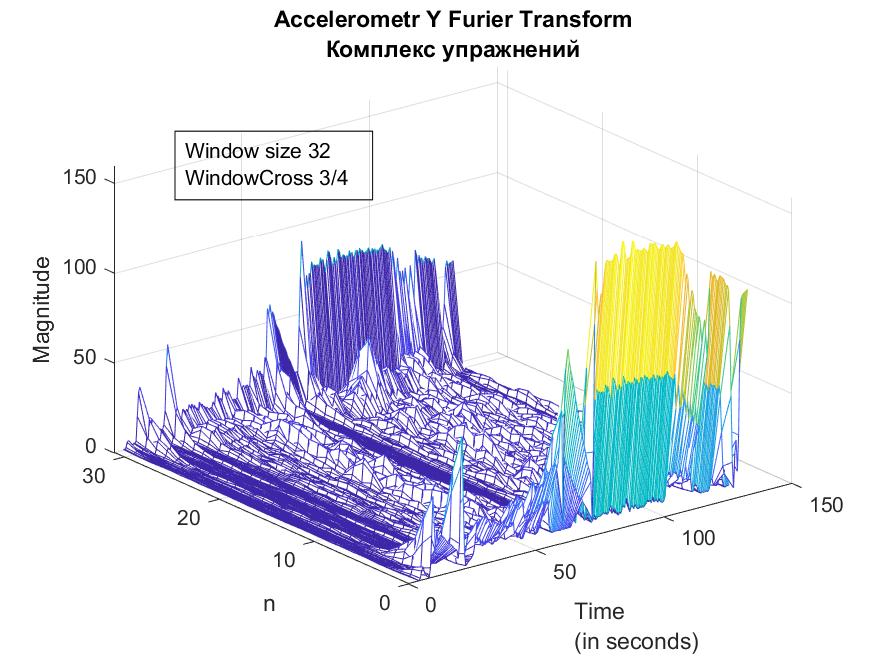 Accelerometr Y Furier Transform
Комплекс упражнений
Window size 32
WindowCross 3/4
150
100
50
0
Magnitude
30
20
10
0
n
0
50
100
150
Time
(in seconds)